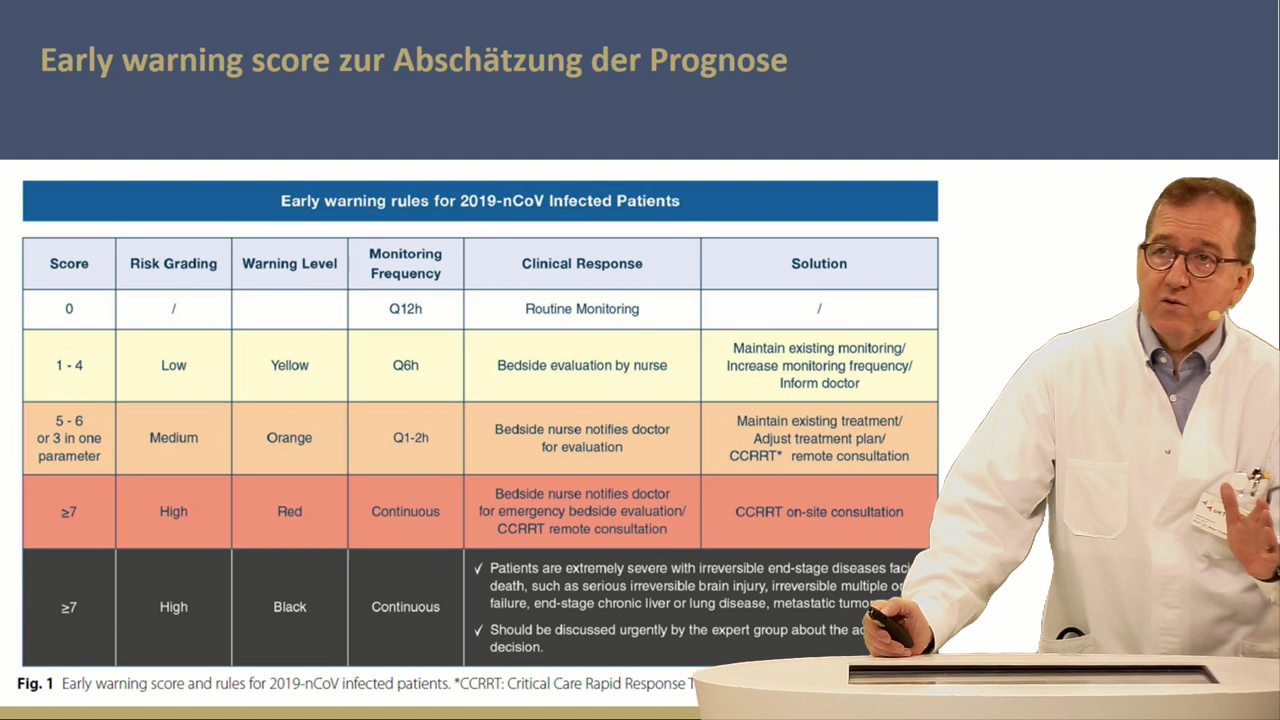 Early warning score zur Abschätzung der Prognose
Early warning rules for 2019-nCoV Infected Patients
Score Risk Grading Warning Level Monitoring Frequency Clinical Response Solution
0 / Q12h Routine Monitoring /
1 - 4 Low Yellow Q6h Bedside evaluation by nurse Maintain existing monitoring/ Increase monitoring frequency/ Inform doctor
5 - 6 or 3 in one parameter Medium Orange Q1-2h Bedside nurse notifies doctor for evaluation Maintain existing treatment/ Adjust treatment plan/ CCRRT* remote consultation
≥7 High Red Continuous Bedside nurse notifies doctor for emergency bedside evaluation/ CCRRT remote consultation CCRRT on-site consultation
≥7 High Black Continuous
✓ Patients are extremely severe with irreversible end-stage diseases
death, such as serious irreversible brain injury, irreversible multiple
failure, end-stage chronic liver or lung disease, metastatic
✓ Should be discussed urgently by the expert group about the
decision.
Fig. 1 Early warning score and rules for 2019-nCoV infected patients. *CCRRT: Critical Care Rapid Response